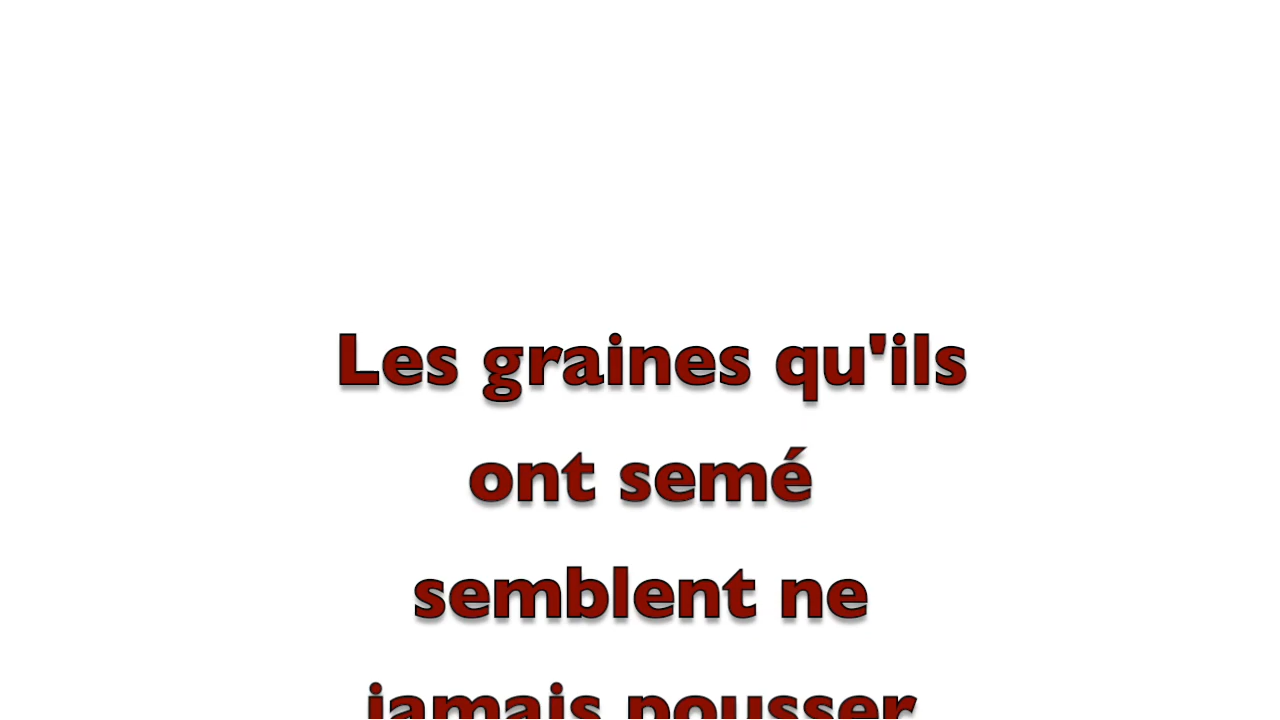 Les graines qu'ils
ont semé
semblent ne
jamais pousser